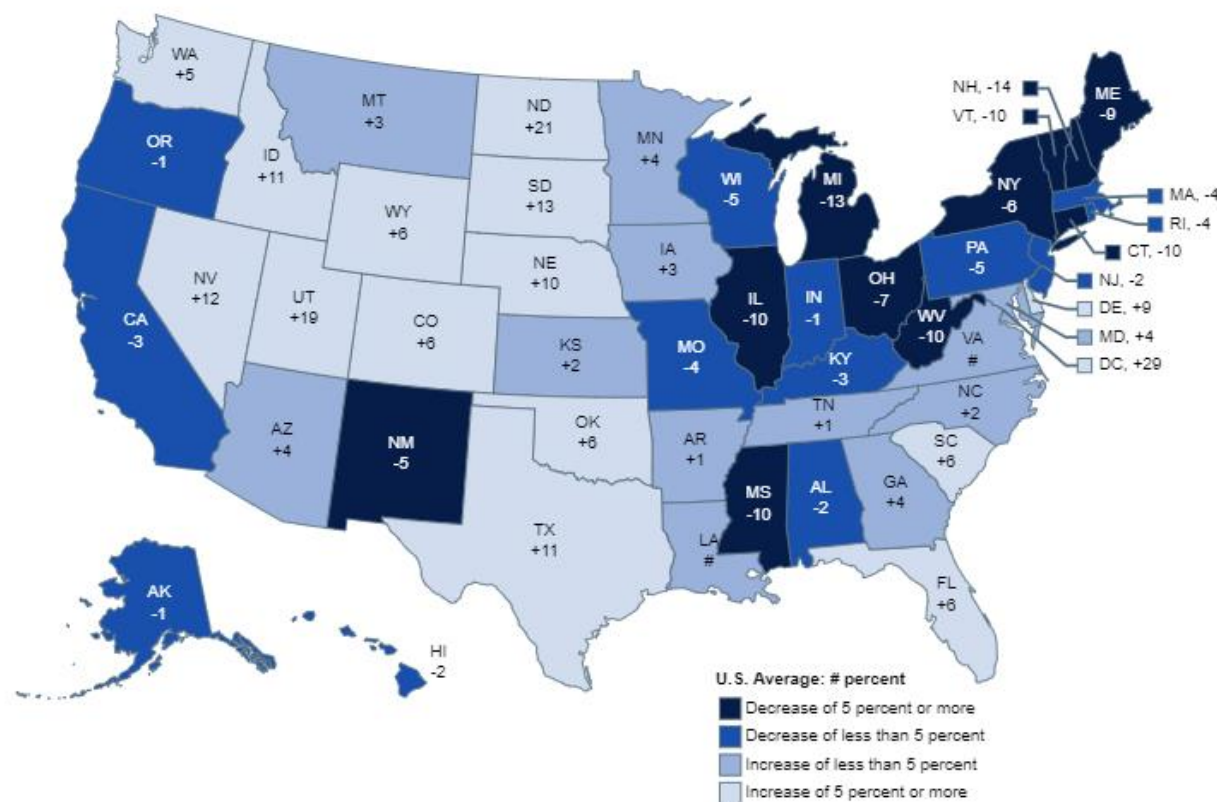 WA
+5
MT
+3
ND
+21
MN
+4
NH, -14
VT, -10
ME
-9
OR
-1
ID
+11
SD
+13
WI
-5
MI
-13
NY
-6
MA, -4
RI, -4
WY
+6
IA
+3
PA
-5
CT, -10
NV
+12
NE
+10
IL
-10
IN
-1
OH
-7
NJ, -2
UT
+19
CO
+6
WV
-10
DE, +9
CA
-3
KS
+2
MO
-4
KY
-3
VA
#
MD, +4
DC, +29
AZ
+4
NM
-5
OK
+6
AR
+1
TN
+1
NC
+2
SC
+6
MS
-10
AL
-2
GA
+4
TX
+11
LA
#
FL
+6
AK
-1
HI
-2
U.S. Average: # percent
Decrease of 5 percent or more
Decrease of less than 5 percent
Increase of less than 5 percent
Increase of 5 percent or more